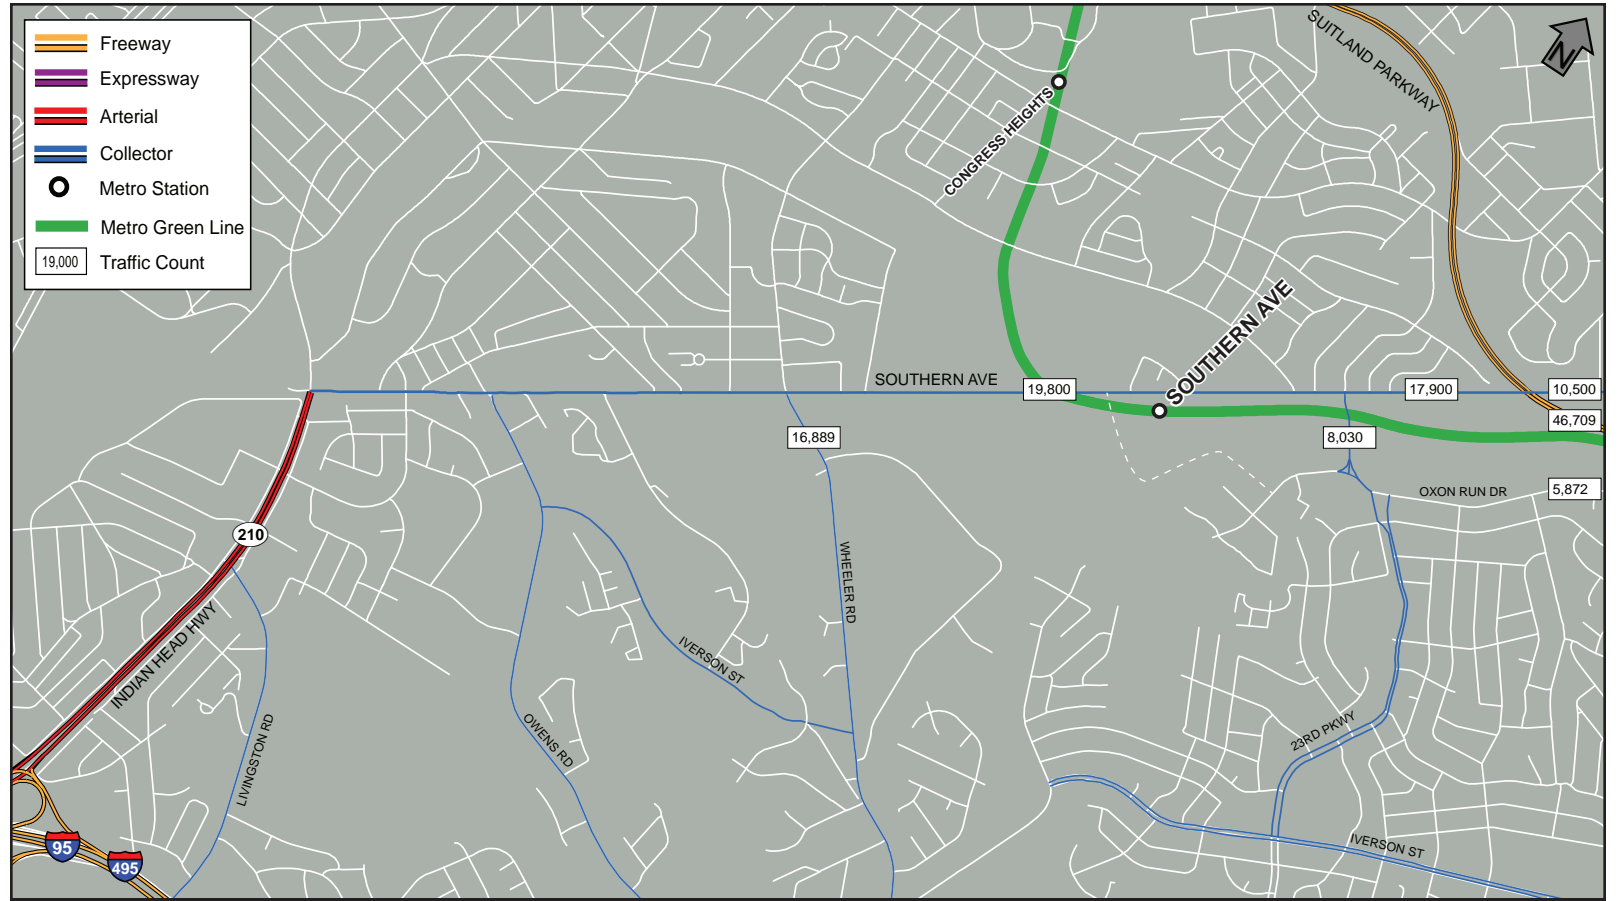 Freeway
Expressway
Arterial
Collector
Metro Station
Metro Green Line
19,000
Traffic Count
N
SUITLAND PARKWAY
CONGRESS HEIGHTS
SOUTHERN AVE
SOUTHERN AVE
19,800
17,900
10,500
46,709
16,889
8,030
OXON RUN DR
5,872
210
INDIAN HEAD HWY
LIVINGSTON RD
OWENS RD
IVERSON ST
WHEELER RD
23RD PKWY
IVERSON ST
95
495